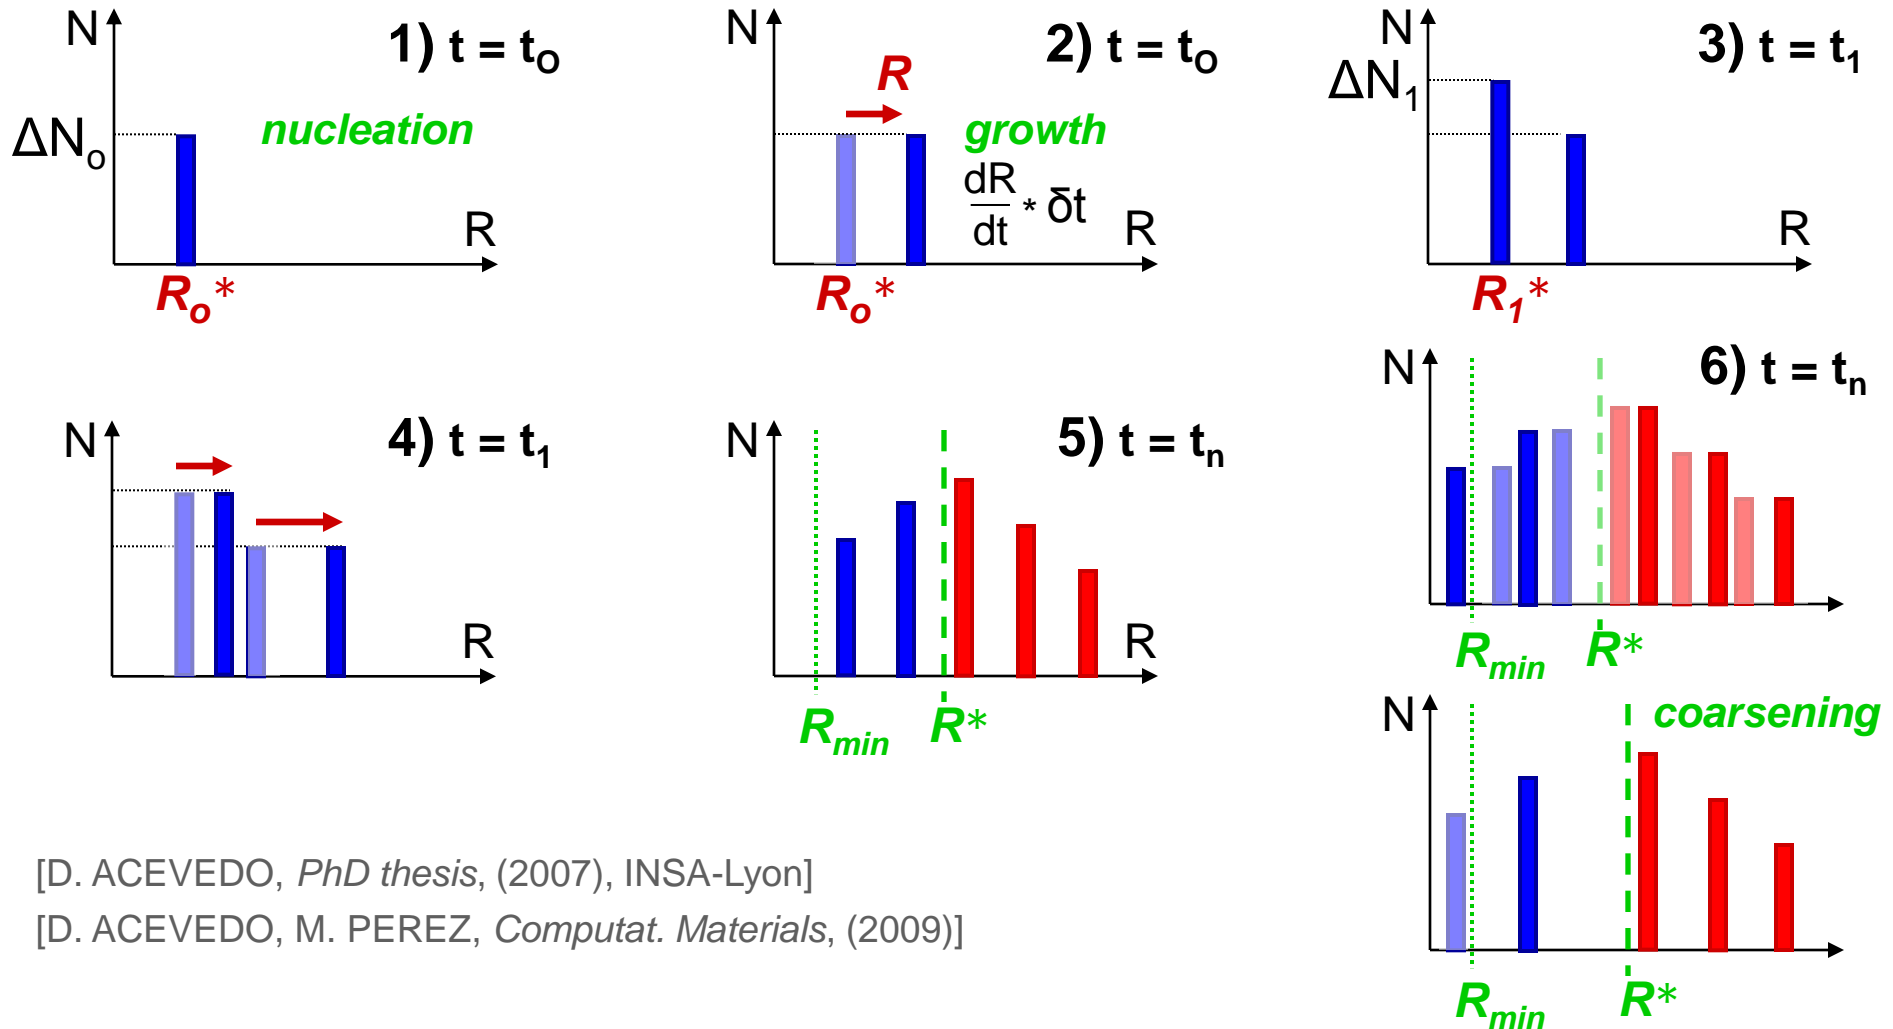 1) t = tₒ
N
ΔNₒ
nucleation
R
Rₒ*
2) t = tₒ
N
R
growth
dR
dt
* δt
R
Rₒ*
3) t = t₁
N
ΔN₁
R
R₁*
4) t = t₁
N
R
5) t = tₙ
N
R
Rₘᵢₙ
R*
6) t = tₙ
N
Rₘᵢₙ
R*
N
coarsening
Rₘᵢₙ
R*
[D. ACEVEDO, PhD thesis, (2007), INSA-Lyon]
[D. ACEVEDO, M. PEREZ, Computat. Materials, (2009)]